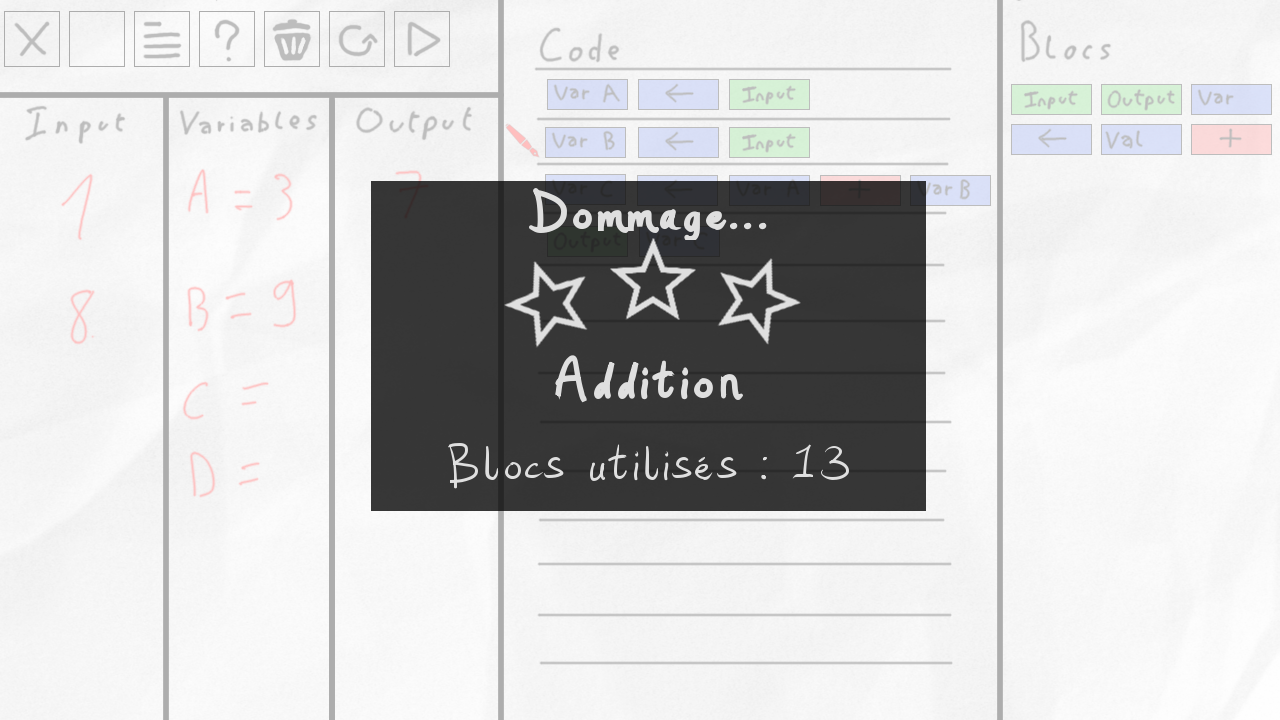 Code
Blocs
Var A ← Input
Input Output Var
Input Variables Output
Var B ← Input
← Val +
1 A = 3 7
Var C ← Var A + Var B
Dommage...
Output Var
8 B = 9
Addition
C =
Blocs utilisés : 13
D =